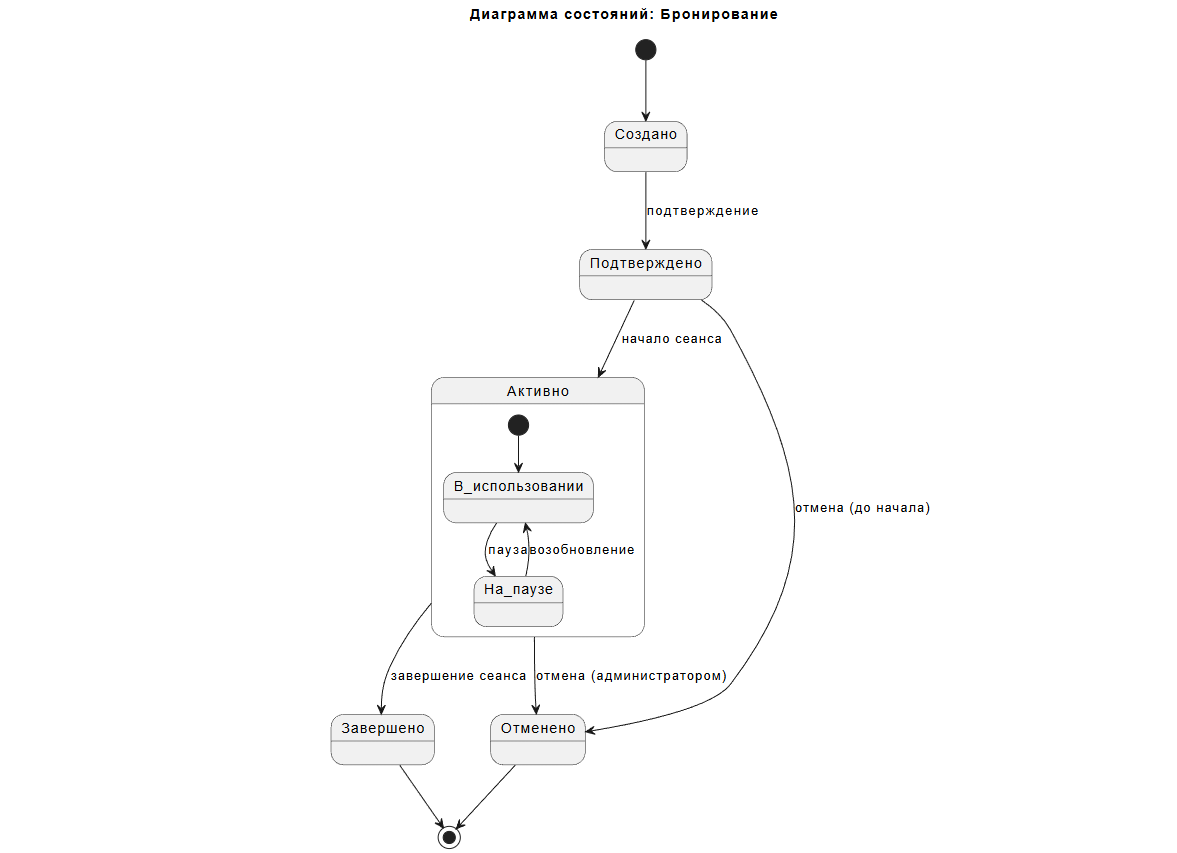 Диаграмма состояний: Бронирование
Создано
подтверждение
Подтверждено
начало сеанса
Активно
В_использовании
отмена (до начала)
пауза
возобновление
На_паузе
завершение сеанса
отмена (администратором)
Завершено
Отменено